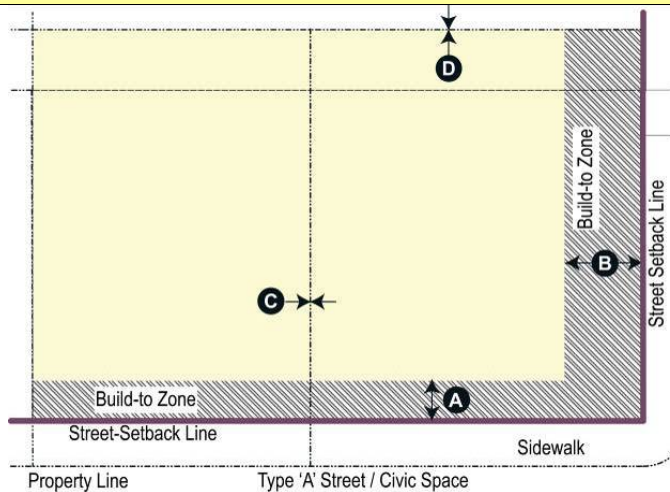 D
Build-to Zone
B
Street Setback Line
C
Build-to Zone
A
Street-Setback Line
Sidewalk
Property Line
Type 'A' Street / Civic Space